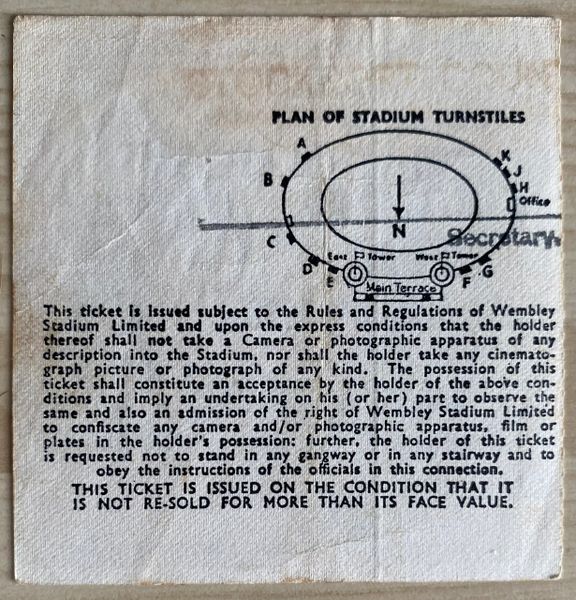 PLAN OF STADIUM TURNSTILES
A
K
J
B
H
Office
N
C
Secretary.
East Tower
West Tower
D
G
E
F
Main Terrace
This ticket is issued subject to the Rules and Regulations of Wembley
Stadium Limited and upon the express conditions that the holder
thereof shall not take a Camera or photographic apparatus of any
description into the Stadium, nor shall the holder take any cinemato-
graph picture or photograph of any kind. The possession of this
ticket shall constitute an acceptance by the holder of the above con-
ditions and imply an undertaking on his (or her) part to observe the
same and also an admission of the right of Wembley Stadium Limited
to confiscate any camera and/or photographic apparatus, film or
plates in the holder's possession: further, the holder of this ticket
is requested not to stand in any gangway or in any stairway and to
obey the instructions of the officials in this connection.
THIS TICKET IS ISSUED ON THE CONDITION THAT IT
IS NOT RE-SOLD FOR MORE THAN ITS FACE VALUE.